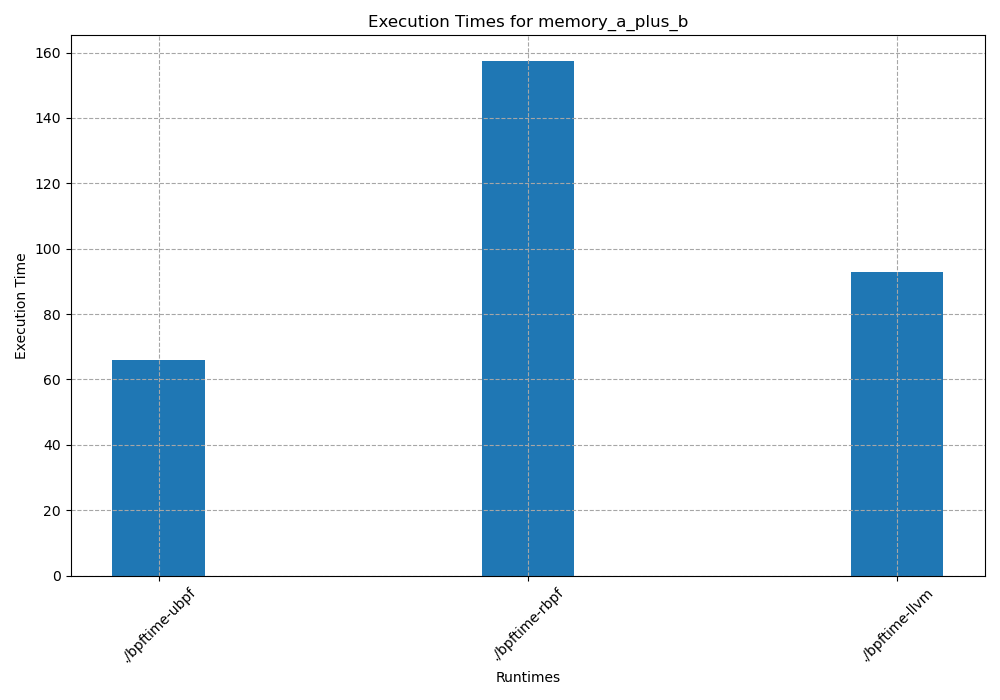 Execution Times for memory_a_plus_b
160
140
120
100
80
60
40
20
0
Execution Time
./bpftime-ubpf
./bpftime-rbpf
./bpftime-llvm
Runtimes